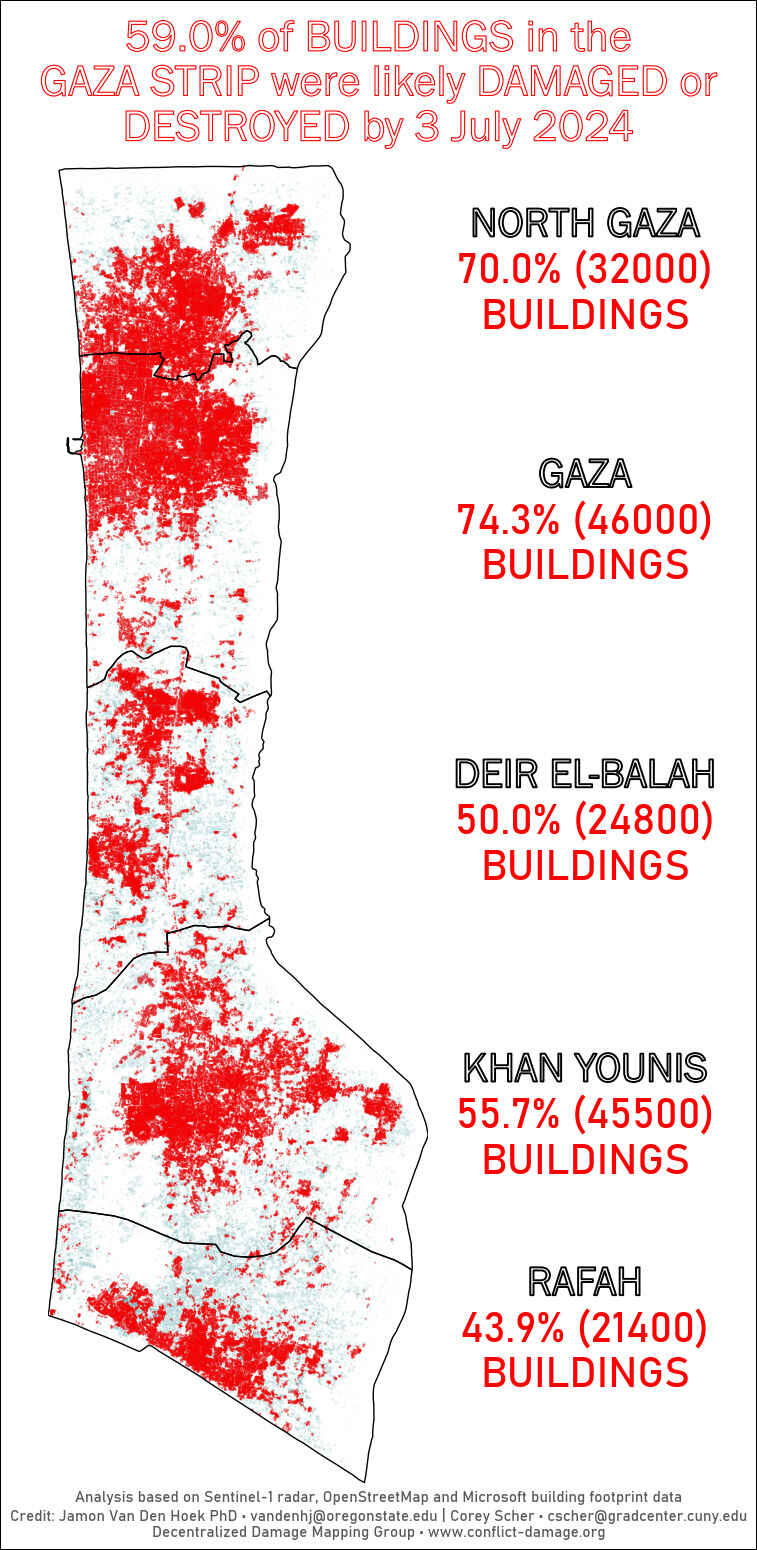 59.0% of BUILDINGS in the
GAZA STRIP were likely DAMAGED or
DESTROYED by 3 July 2024
NORTH GAZA
70.0% (32000)
BUILDINGS
GAZA
74.3% (46000)
BUILDINGS
DEIR EL-BALAH
50.0% (24800)
BUILDINGS
KHAN YOUNIS
55.7% (45500)
BUILDINGS
RAFAH
43.9% (21400)
BUILDINGS
Analysis based on Sentinel-1 radar, OpenStreetMap and Microsoft building footprint data
Credit: Jamon Van Den Hoek PhD • vandenhj@oregonstate.edu | Corey Scher • cscher@gradcenter.cuny.edu
Decentralized Damage Mapping Group • www.conflict-damage.org